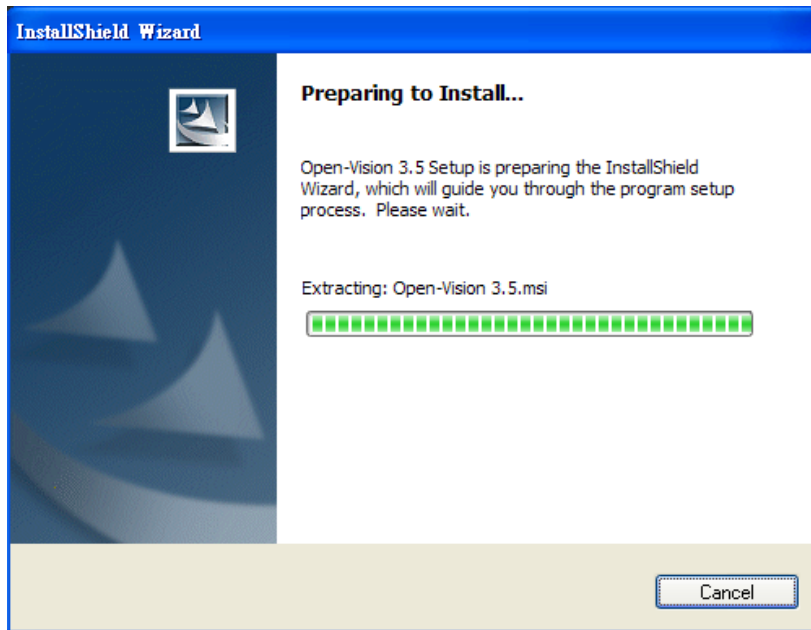 InstallShield Wizard
Preparing to Install...
Open-Vision 3.5 Setup is preparing the InstallShield
Wizard, which will guide you through the program setup
process.  Please wait.
Extracting: Open-Vision 3.5.msi
Cancel